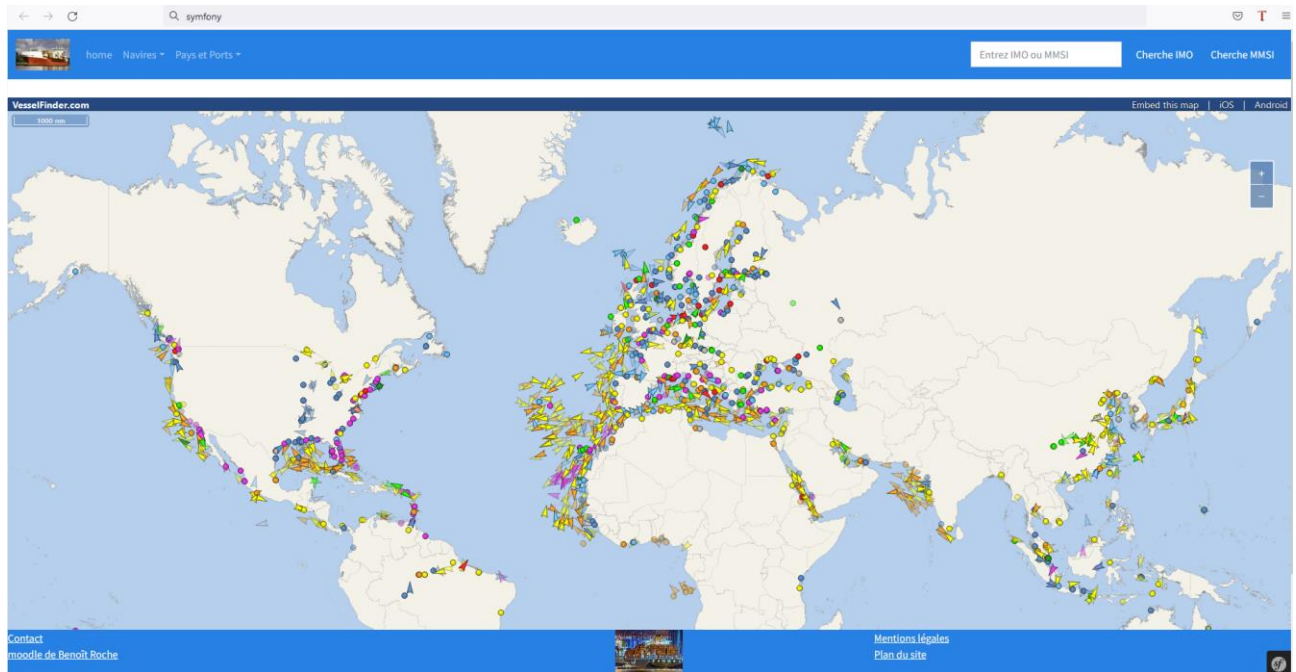 symfony
T
home Navires Pays et Ports
Entrez IMO ou MMSI
Cherche IMO Cherche MMSI
VesselFinder.com
Embed this map | iOS | Android
1000 nm
+
−
Contact
Mentions légales
moodle de Benoît Roche
Plan du site
sf